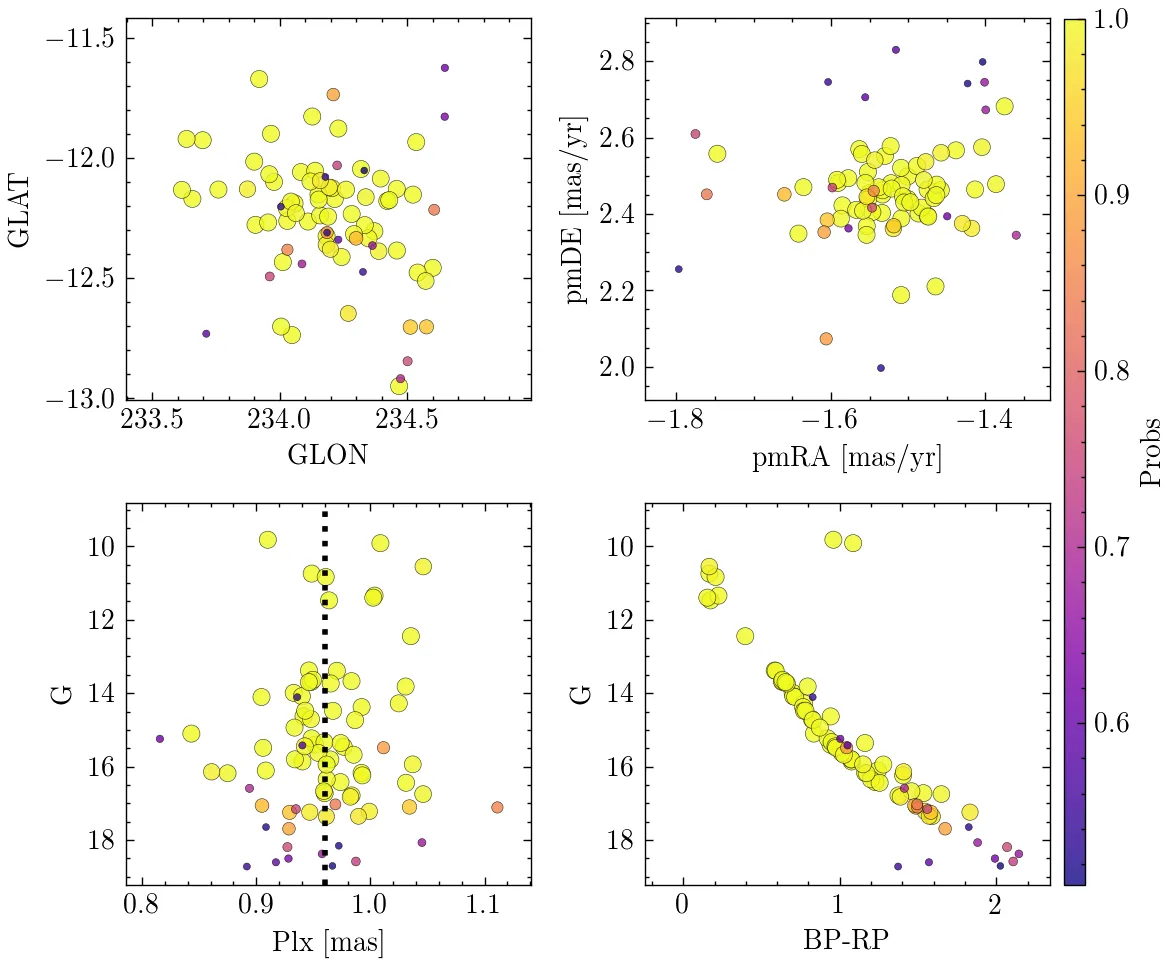 −11.5
−12.0
−12.5
−13.0
GLAT
233.5 234.0 234.5
GLON
2.8
2.6
2.4
2.2
2.0
pmDE [mas/yr]
−1.8 −1.6 −1.4
pmRA [mas/yr]
10
12
14
16
18
G
0.8 0.9 1.0 1.1
Plx [mas]
10
12
14
16
18
G
0 1 2
BP-RP
1.0
0.9
0.8
0.7
0.6
Probs